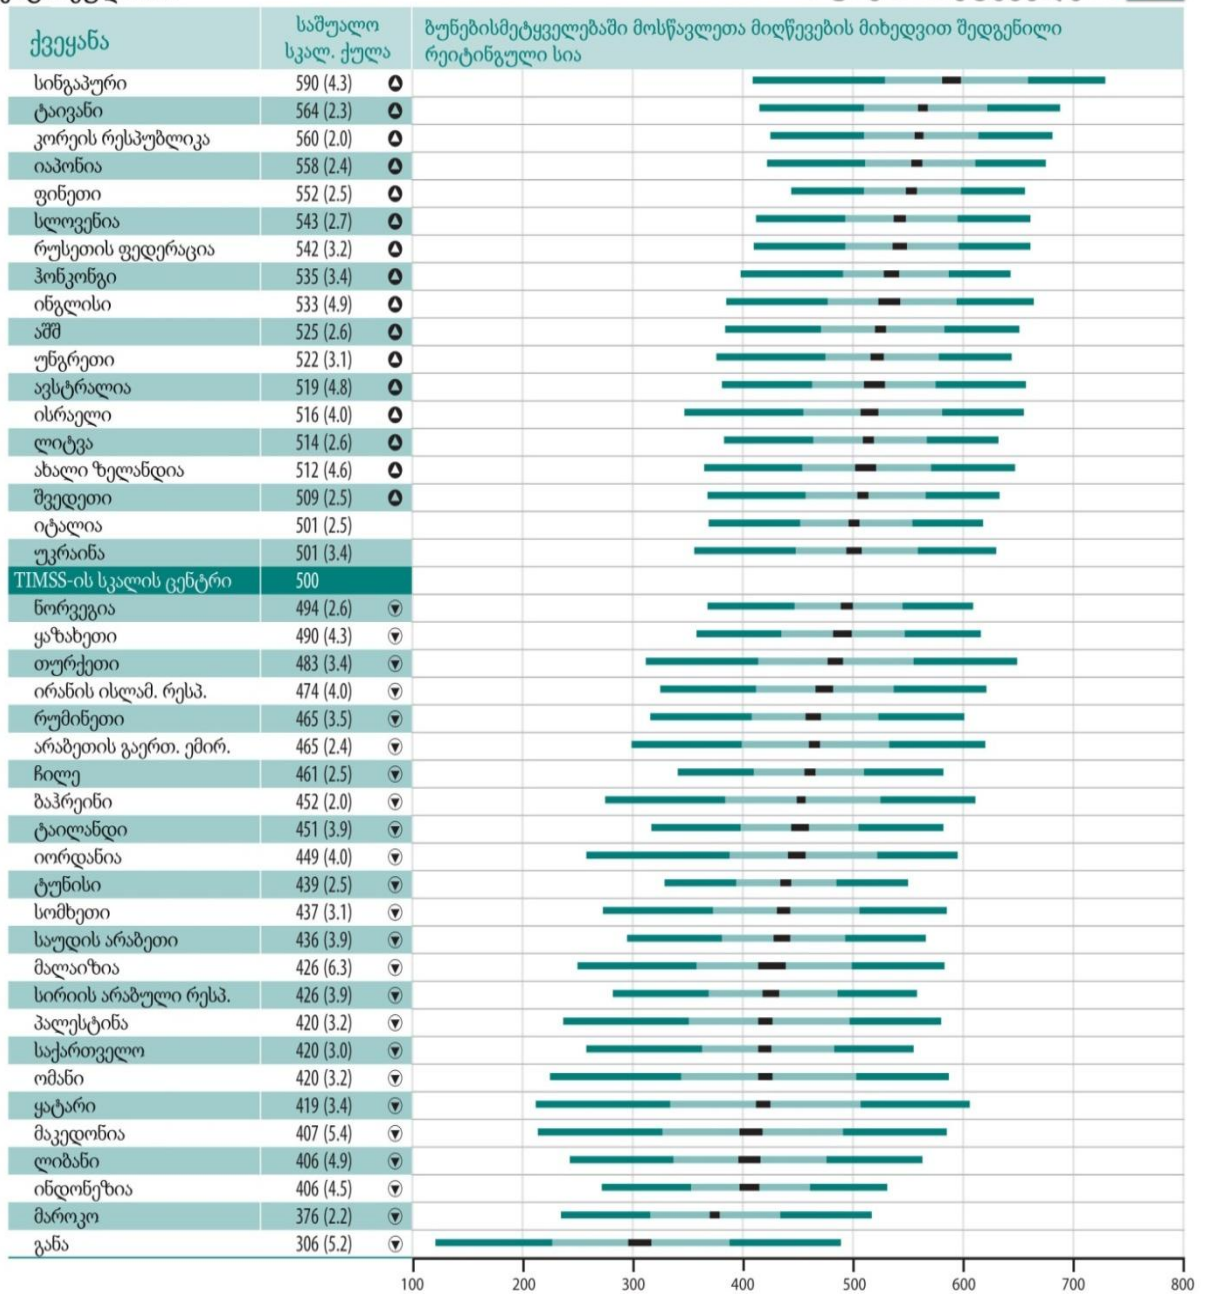 ქვეყანა
საშუალო
სკალ. ქულა
ბუნებისმეტყველებაში მოსწავლეთა მიღწევების მიხედვით შედგენილი
რეიტინგული სია
სინგაპური 590 (4.3)
ტაივანი 564 (2.3)
კორეის რესპუბლიკა 560 (2.0)
იაპონია 558 (2.4)
ფინეთი 552 (2.5)
სლოვენია 543 (2.7)
რუსეთის ფედერაცია 542 (3.2)
ჰონკონგი 535 (3.4)
ინგლისი 533 (4.9)
აშშ 525 (2.6)
უნგრეთი 522 (3.1)
ავსტრალია 519 (4.8)
ისრაელი 516 (4.0)
ლიტვა 514 (2.6)
ახალი ზელანდია 512 (4.6)
შვედეთი 509 (2.5)
იტალია 501 (2.5)
უკრაინა 501 (3.4)
TIMSS-ის სკალის ცენტრი 500
ნორვეგია 494 (2.6)
ყაზახეთი 490 (4.3)
თურქეთი 483 (3.4)
ირანის ისლამ. რესპ. 474 (4.0)
რუმინეთი 465 (3.5)
არაბეთის გაერთ. ემირ. 465 (2.4)
ჩილე 461 (2.5)
ბაჰრეინი 452 (2.0)
ტაილანდი 451 (3.9)
იორდანია 449 (4.0)
ტუნისი 439 (2.5)
სომხეთი 437 (3.1)
საუდის არაბეთი 436 (3.9)
მალაიზია 426 (6.3)
სირიის არაბული რესპ. 426 (3.9)
პალესტინა 420 (3.2)
საქართველო 420 (3.0)
ომანი 420 (3.2)
ყატარი 419 (3.4)
მაკედონია 407 (5.4)
ლიბანი 406 (4.9)
ინდონეზია 406 (4.5)
მაროკო 376 (2.2)
განა 306 (5.2)
100 200 300 400 500 600 700 800